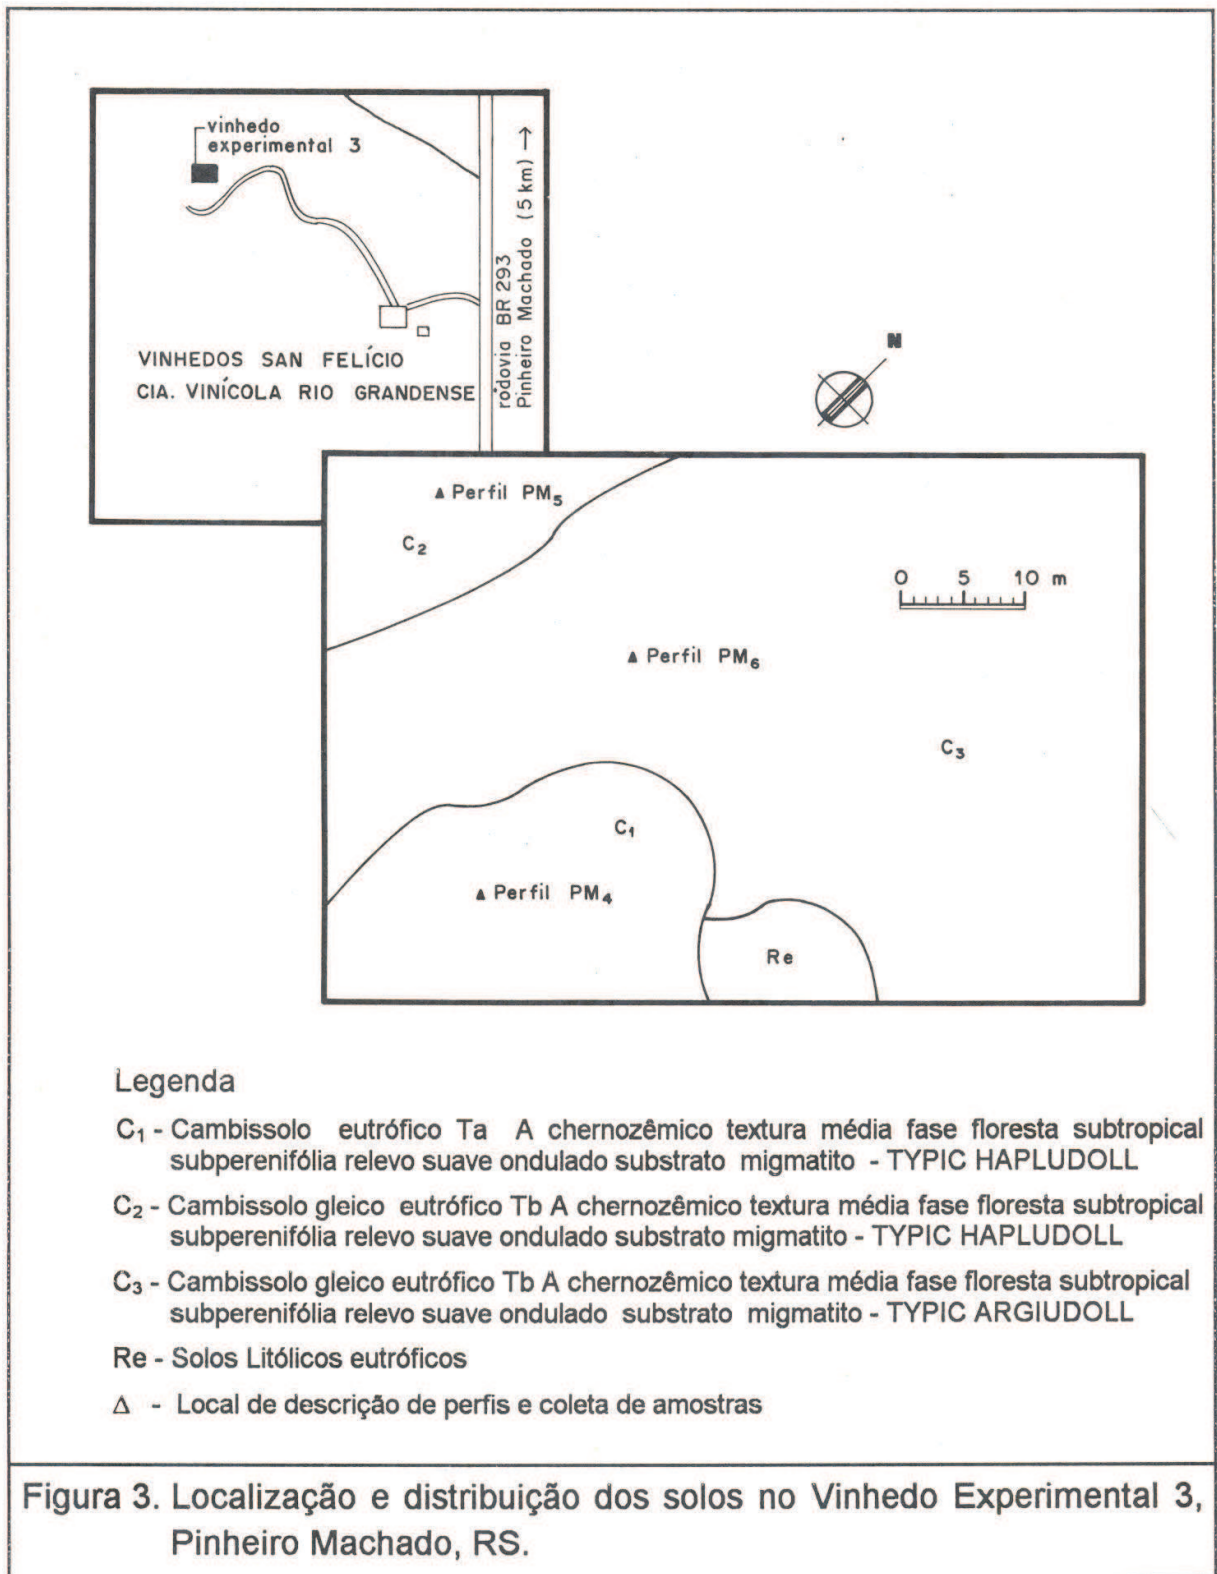 vinhedo
experimental 3
VINHEDOS SAN FELÍCIO
CIA. VINÍCOLA RIO GRANDENSE
rodovia BR 293
Pinheiro Machado (5 km) →
N
Perfil PM5
C2
0 5 10 m
Perfil PM6
C3
C1
Perfil PM4
Re
Legenda
C1 - Cambissolo eutrófico Ta A chernozêmico textura média fase floresta subtropical
subperenifólia relevo suave ondulado substrato migmatito - TYPIC HAPLUDOLL
C2 - Cambissolo gleico eutrófico Tb A chernozêmico textura média fase floresta subtropical
subperenifólia relevo suave ondulado substrato migmatito - TYPIC HAPLUDOLL
C3 - Cambissolo gleico eutrófico Tb A chernozêmico textura média fase floresta subtropical
subperenifólia relevo suave ondulado substrato migmatito - TYPIC ARGIUDOLL
Re - Solos Litólicos eutróficos
Δ - Local de descrição de perfis e coleta de amostras
Figura 3. Localização e distribuição dos solos no Vinhedo Experimental 3,
Pinheiro Machado, RS.